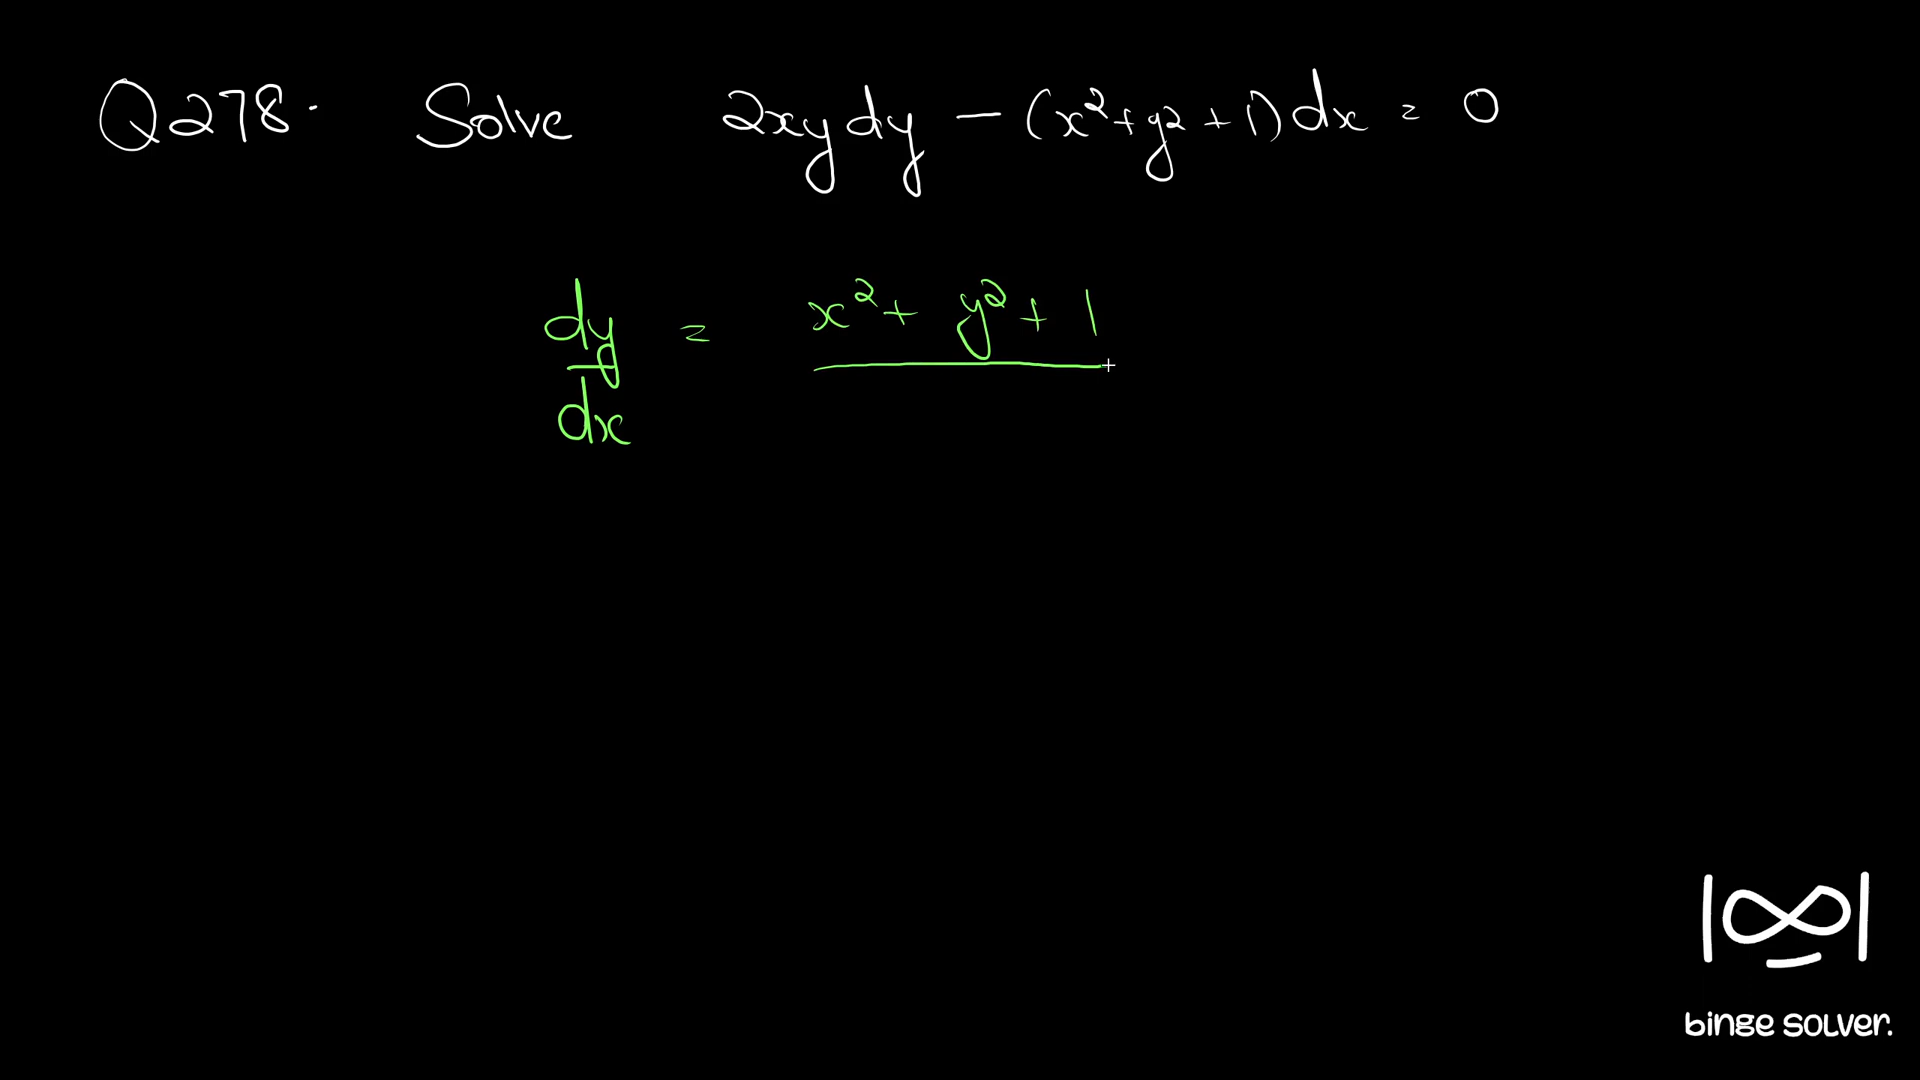 Q278. Solve 2xy dy - (x²+y²+1)dx = 0
dy/dx = x² + y² + 1
binge SOLVER.